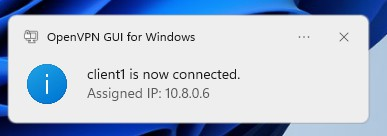 OpenVPN GUI for Windows
client1 is now connected.
Assigned IP: 10.8.0.6